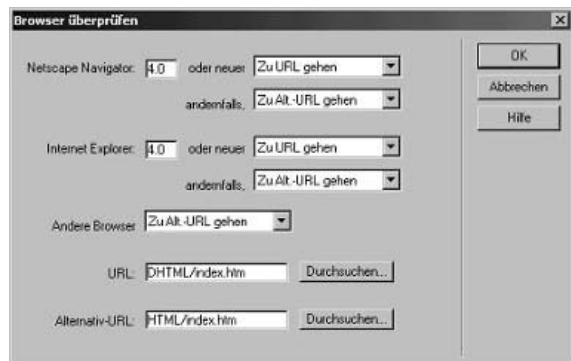 Browser überprüfen
Netscape Navigator: 4.0 oder neuer Zu URL gehen
andernfalls, Zu Alt.-URL gehen
Internet Explorer: 4.0 oder neuer Zu URL gehen
andernfalls, Zu Alt.-URL gehen
Andere Browser Zu Alt.-URL gehen
URL: DHTML/index.htm Durchsuchen...
Alternativ-URL: HTML/index.htm Durchsuchen...
OK
Abbrechen
Hilfe